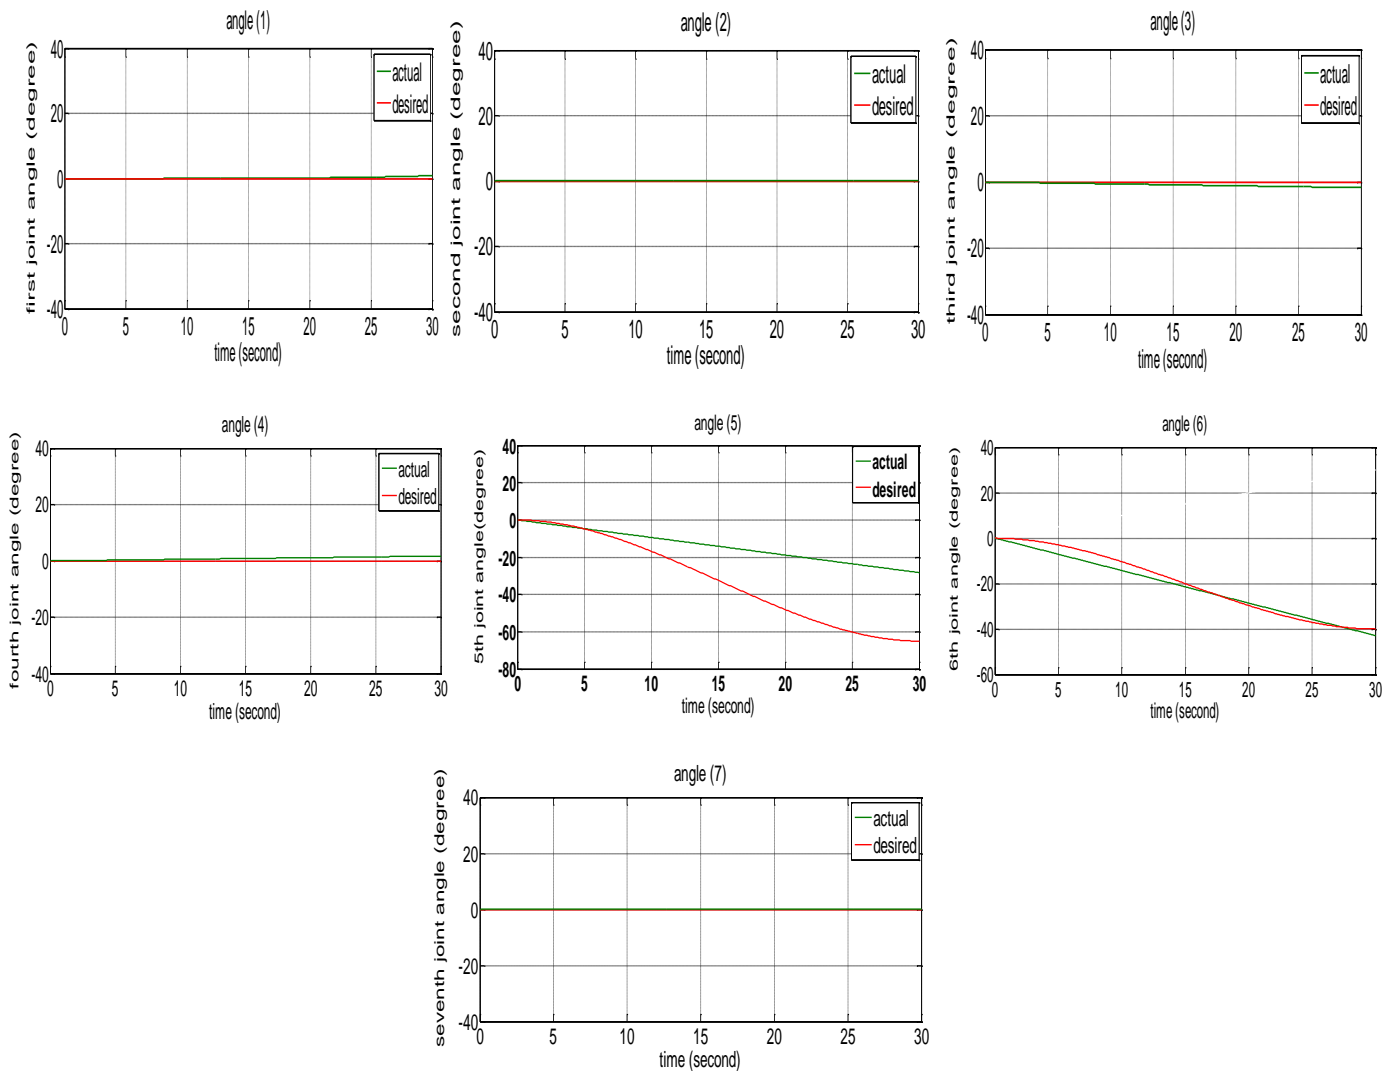 angle (1)
first joint angle (degree)
40
20
0
-20
-40
actual
desired
0 5 10 15 20 25 30
time (second)
angle (2)
second joint angle (degree)
40
20
0
-20
-40
actual
desired
0 5 10 15 20 25 30
time (second)
angle (3)
third joint angle (degree)
40
20
0
-20
-40
actual
desired
0 5 10 15 20 25 30
time (second)
angle (4)
fourth joint angle (degree)
40
20
0
-20
-40
actual
desired
0 5 10 15 20 25 30
time (second)
angle (5)
5th joint angle(degree)
40
20
0
-20
-40
-60
-80
actual
desired
0 5 10 15 20 25 30
time (second)
angle (6)
6th joint angle (degree)
40
20
0
-20
-40
-60
0 5 10 15 20 25 30
time (second)
angle (7)
seventh joint angle (degree)
40
20
0
-20
-40
actual
desired
0 5 10 15 20 25 30
time (second)